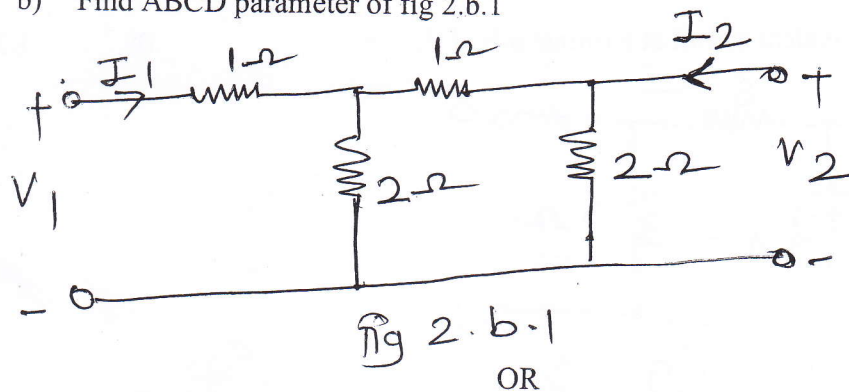 b) Find ABCD parameter of fig 2.b.1
I1 1Ω 1Ω I2
+ +
V1 2Ω 2Ω V2
- -
fig 2.b.1
OR